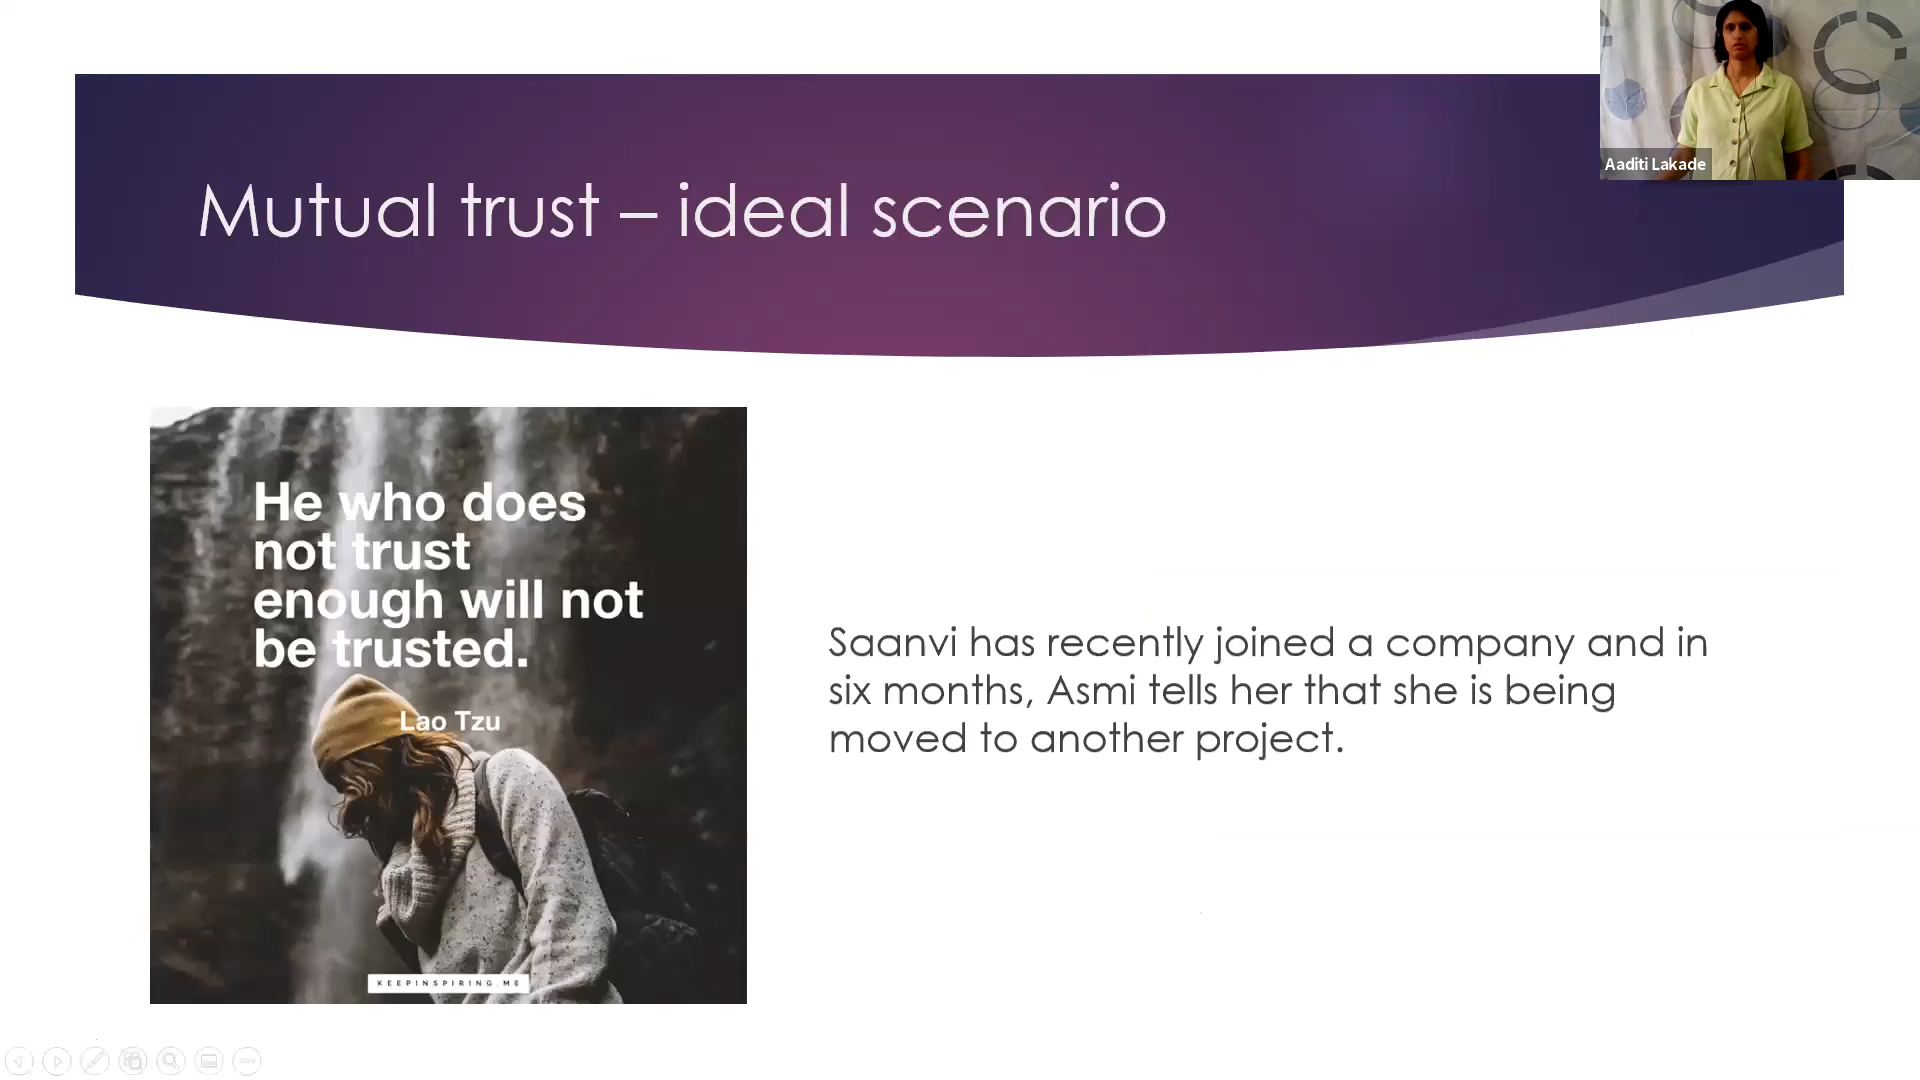 Aaditi Lakade
Mutual trust – ideal scenario
He who does
not trust
enough will not
be trusted.
Lao Tzu
KEEPINSPIRING.ME
Saanvi has recently joined a company and in
six months, Asmi tells her that she is being
moved to another project.